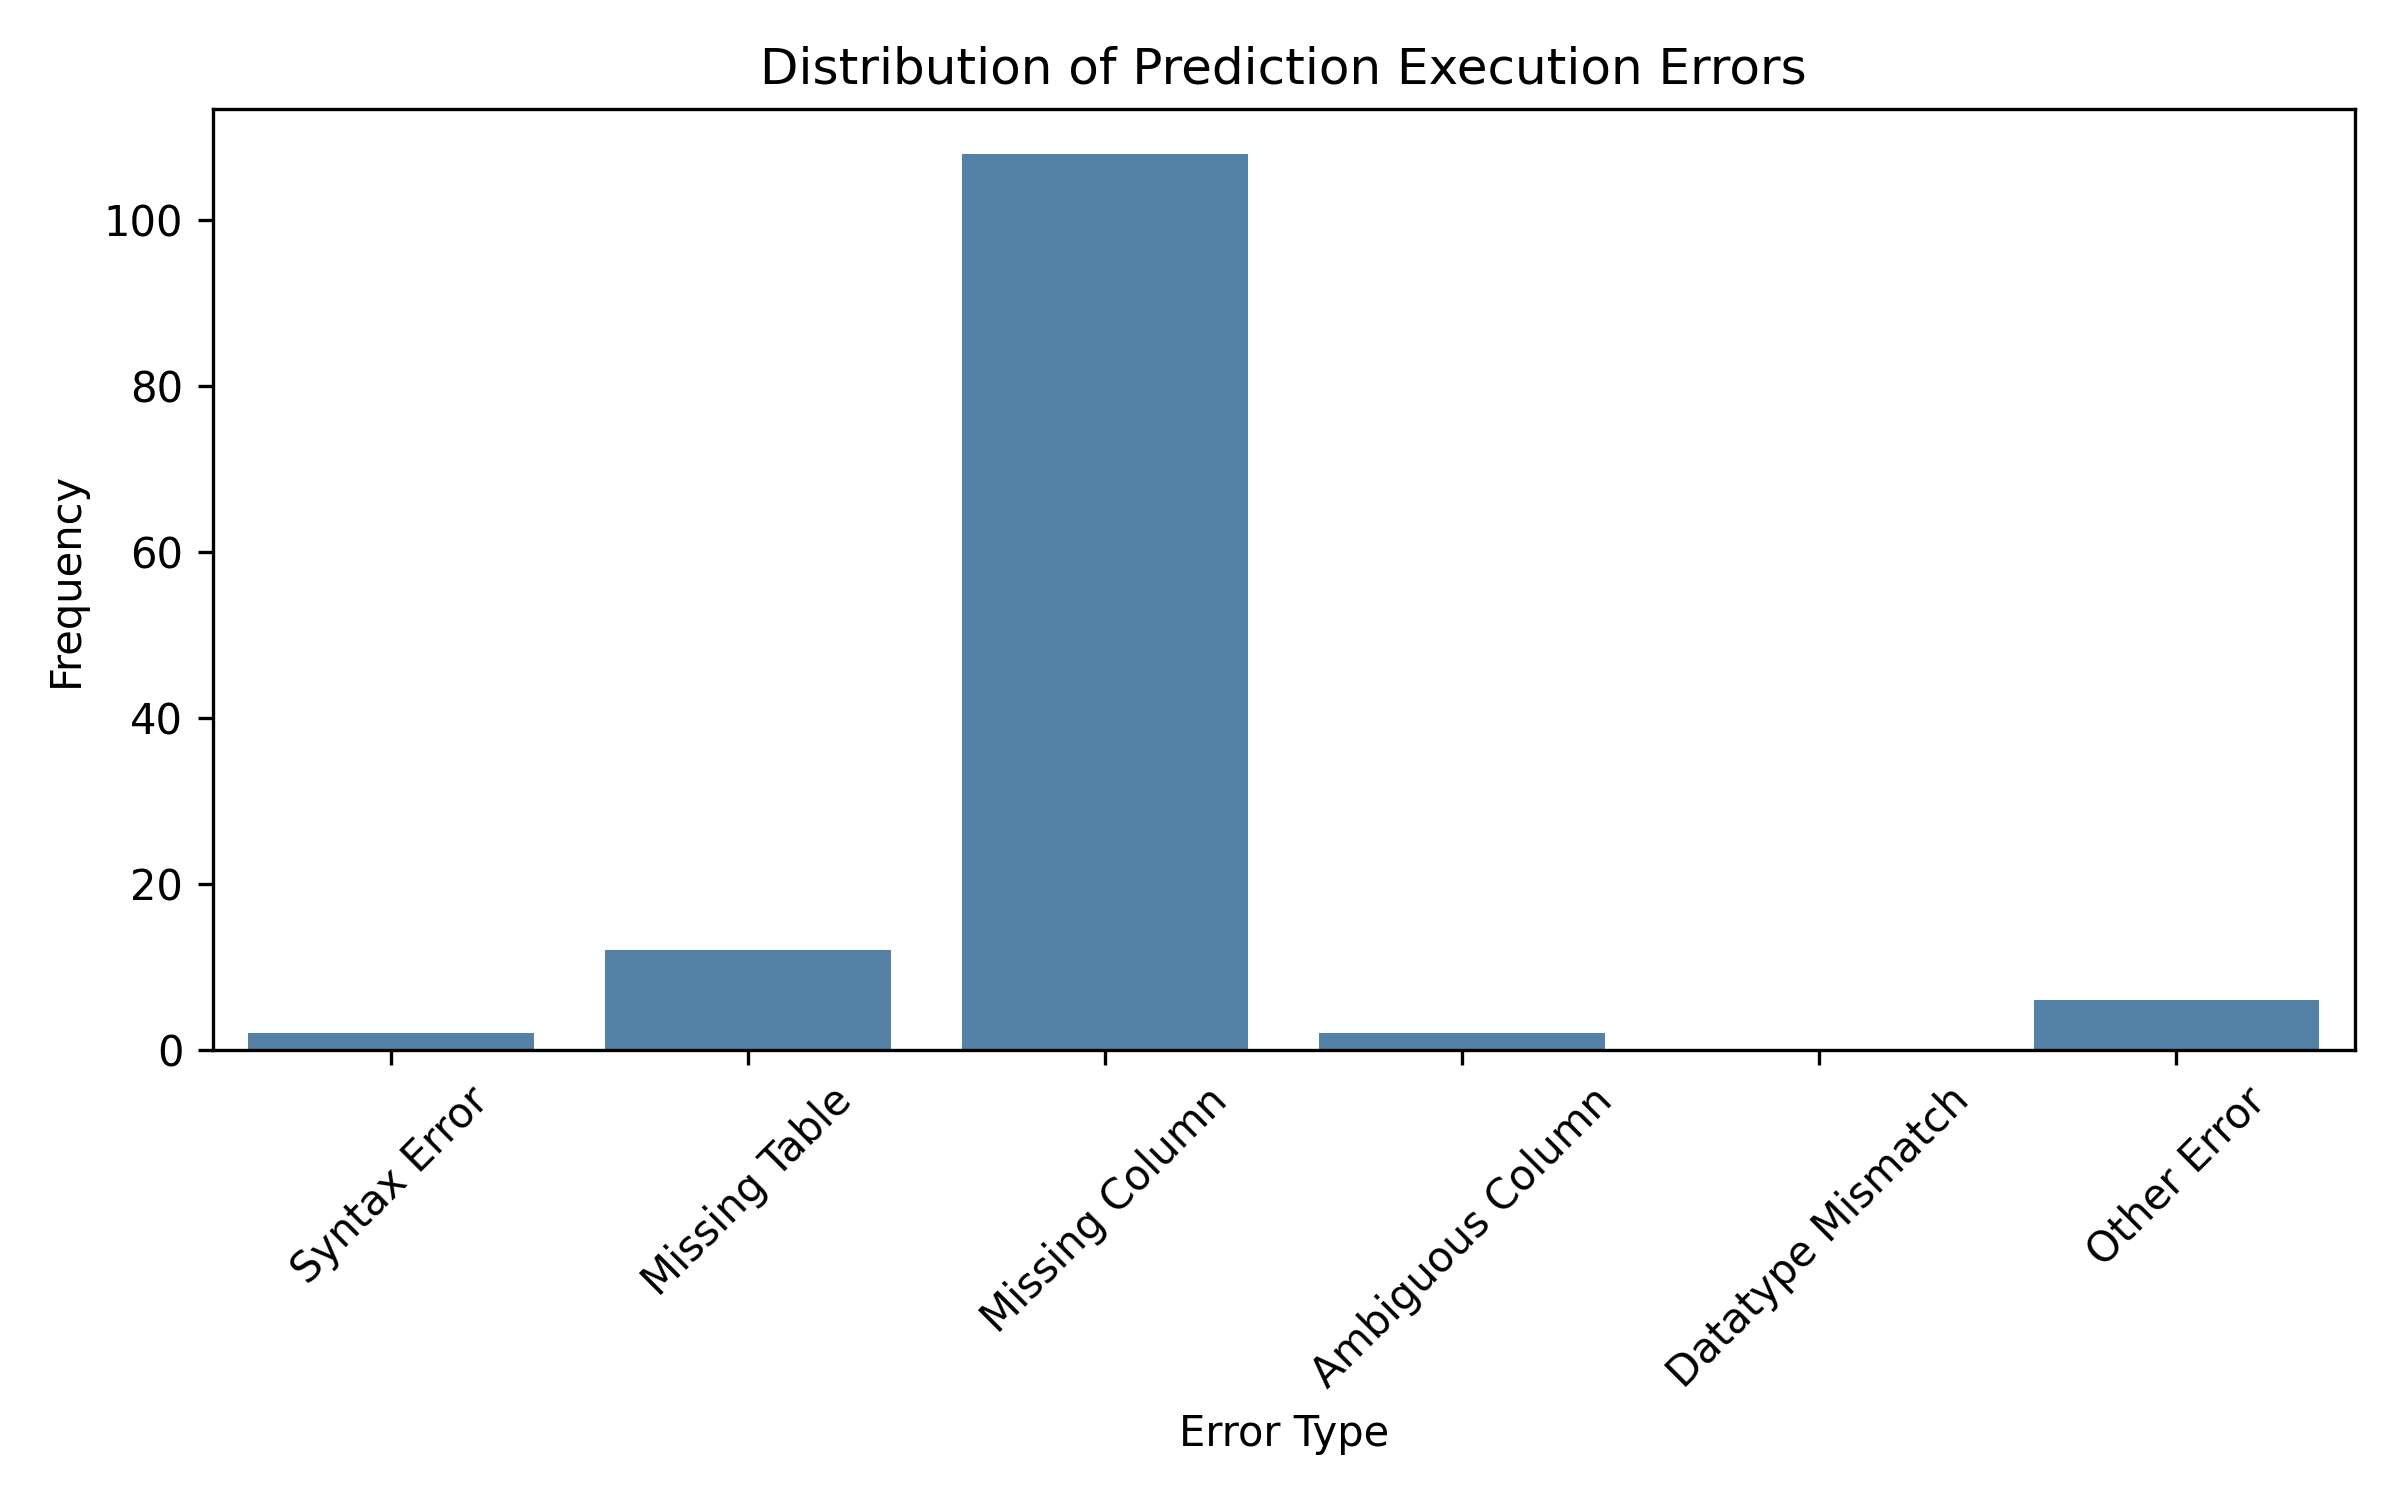 Distribution of Prediction Execution Errors
Frequency
100
80
60
40
20
0
Syntax Error
Missing Table
Missing Column
Ambiguous Column
Datatype Mismatch
Other Error
Error Type